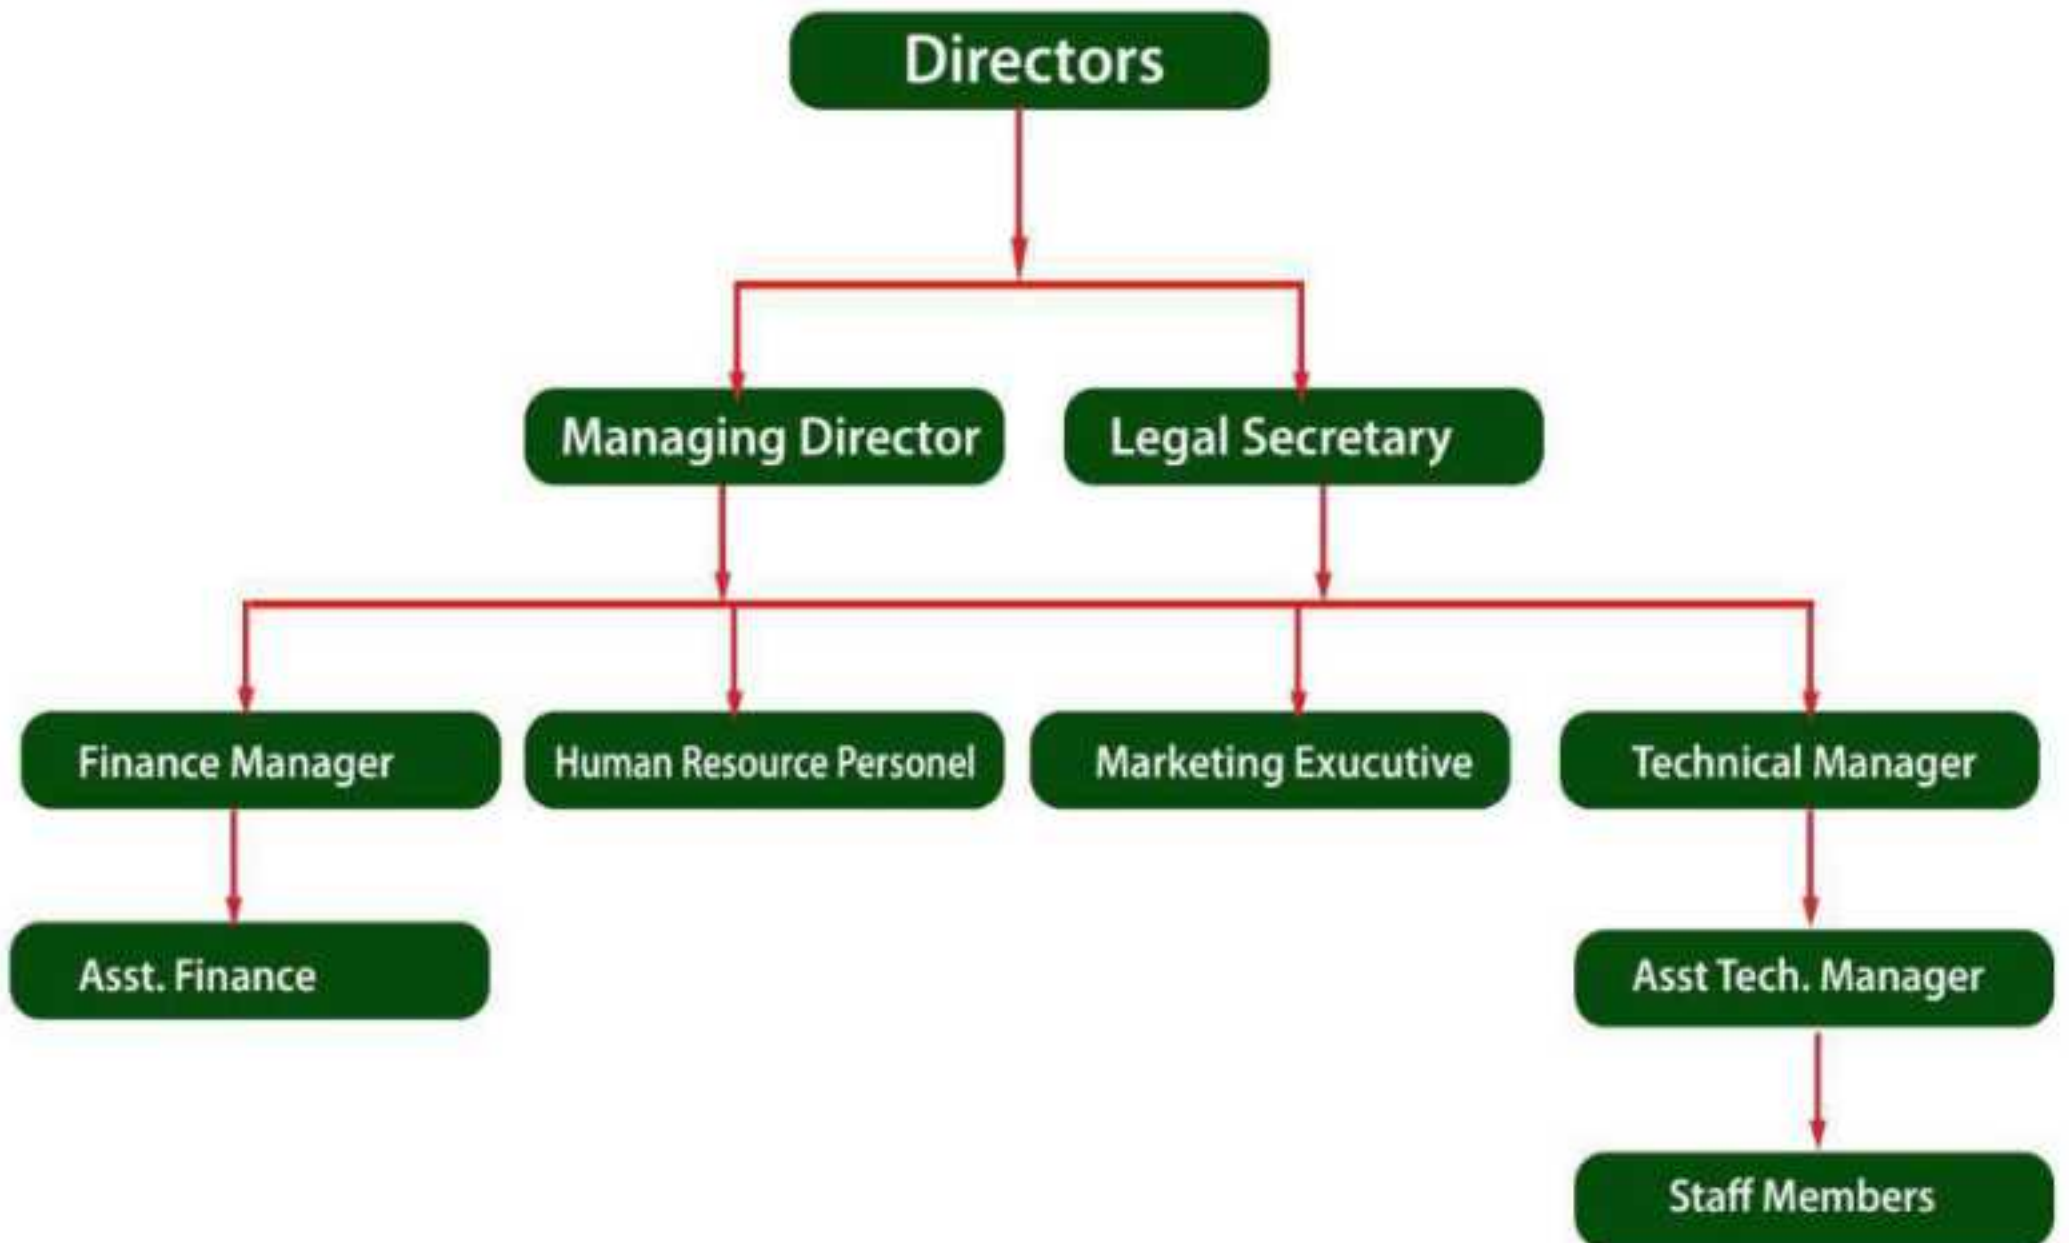 Directors
Managing Director
Legal Secretary
Finance Manager
Human Resource Personel
Marketing Exucutive
Technical Manager
Asst. Finance
Asst Tech. Manager
Staff Members